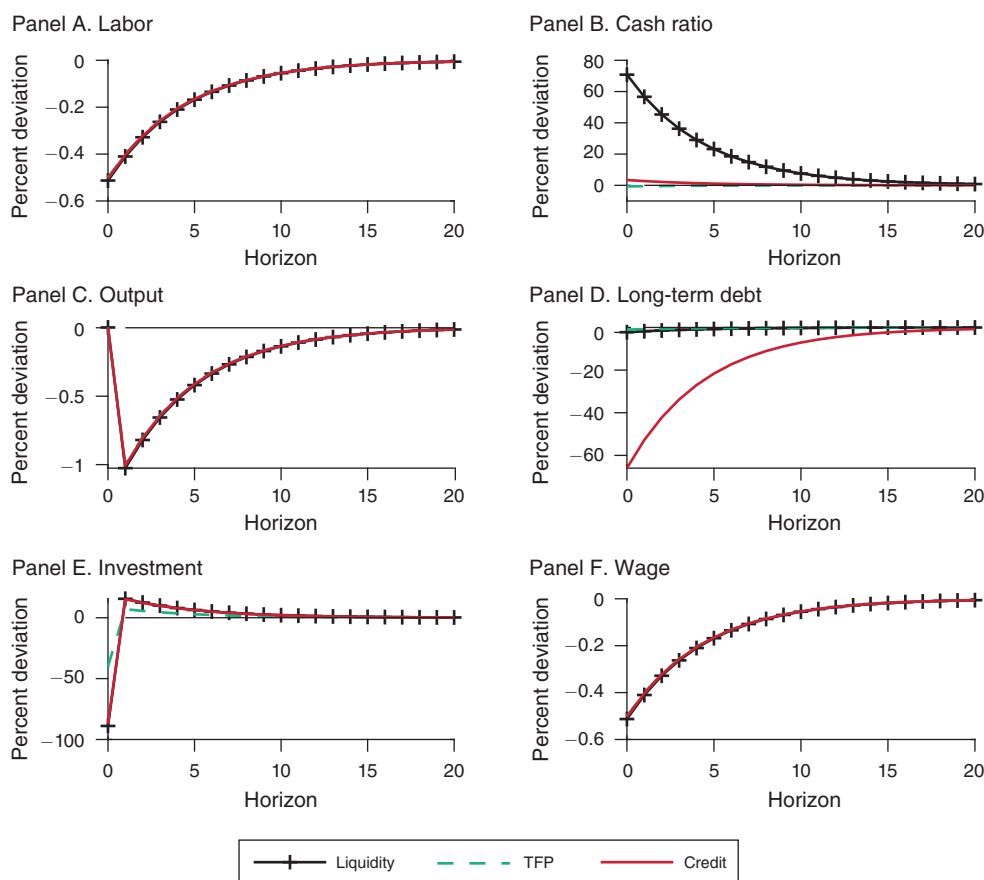 Panel A. Labor
Percent deviation
0
−0.2
−0.4
−0.6
0 5 10 15 20
Horizon
Panel B. Cash ratio
Percent deviation
80
60
40
20
0
0 5 10 15 20
Horizon
Panel C. Output
Percent deviation
0
−0.5
−1
0 5 10 15 20
Horizon
Panel D. Long-term debt
Percent deviation
0
−20
−40
−60
0 5 10 15 20
Horizon
Panel E. Investment
Percent deviation
0
−50
−100
0 5 10 15 20
Horizon
Panel F. Wage
Percent deviation
0
−0.2
−0.4
−0.6
0 5 10 15 20
Horizon
Liquidity TFP Credit